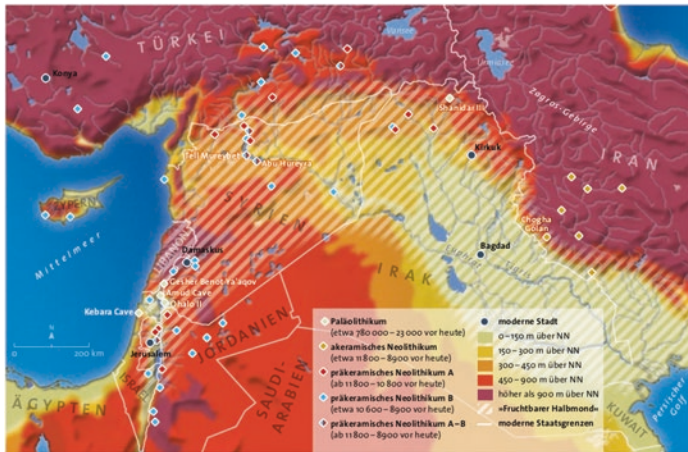 TÜRKEI
Vansee
Urmiasee
Konya
Shanidar III
Zagros-Gebirge
IRAN
Tell Mureybet
Abu Hureyra
Kirkuk
ZYPERN
SYRIEN
Chogha
Golan
Mittelmeer
LIBANON
Damaskus
Bagdad
Euphrat
Tigris
IRAK
Gesher Benot Ya'aqov
Amud Cave
Ohalo II
Kebara Cave
N
0
200 km
Jerusalem
JORDANIEN
ISRAEL
ÄGYPTEN
SAUDI-
ARABIEN
KUWAIT
Persischer
Golf
Paläolithikum
(etwa 780 000 – 23 000 vor heute)
akeramisches Neolithikum
(etwa 11 800 – 8900 vor heute)
präkeramisches Neolithikum A
(ab 11 800 – 10 800 vor heute)
präkeramisches Neolithikum B
(etwa 10 600 – 8900 vor heute)
präkeramisches Neolithikum A – B
(ab 11 800 – 8900 vor heute)
moderne Stadt
0 – 150 m über NN
150 – 300 m über NN
300 – 450 m über NN
450 – 900 m über NN
höher als 900 m über NN
»Fruchtbarer Halbmond«
moderne Staatsgrenzen